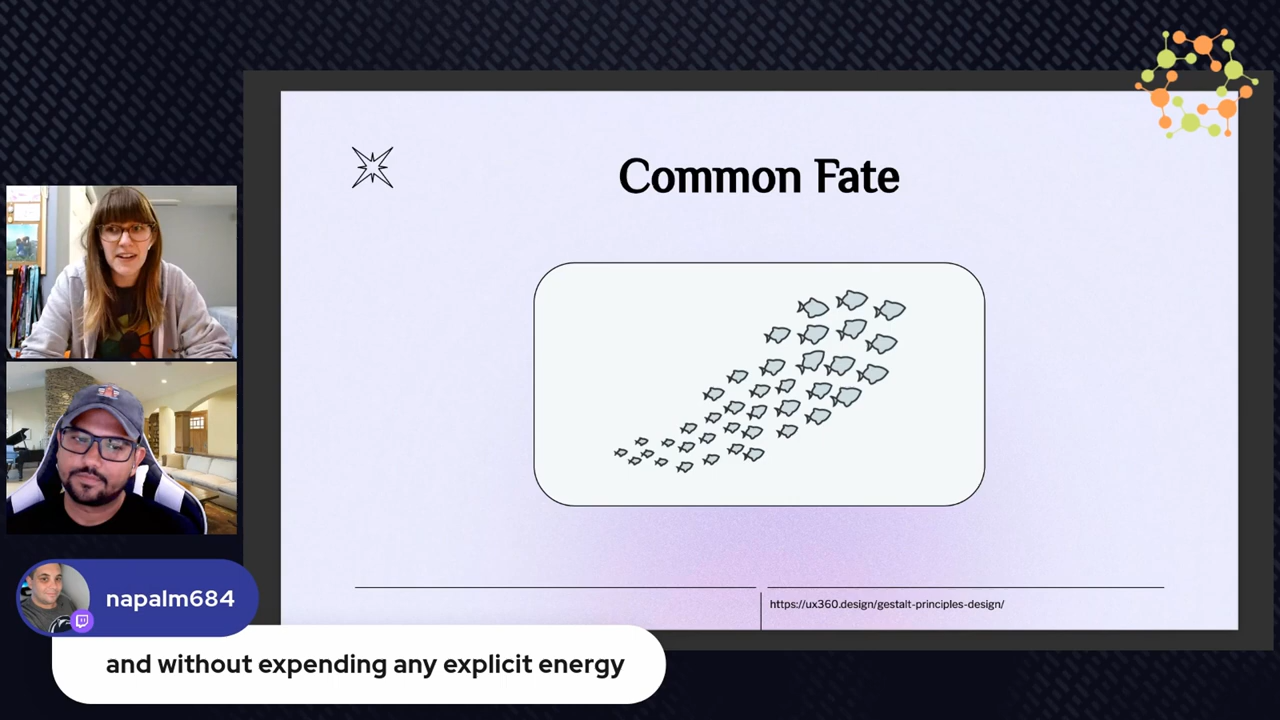 Common Fate
https://ux360.design/gestalt-principles-design/
napalm684
and without expending any explicit energy